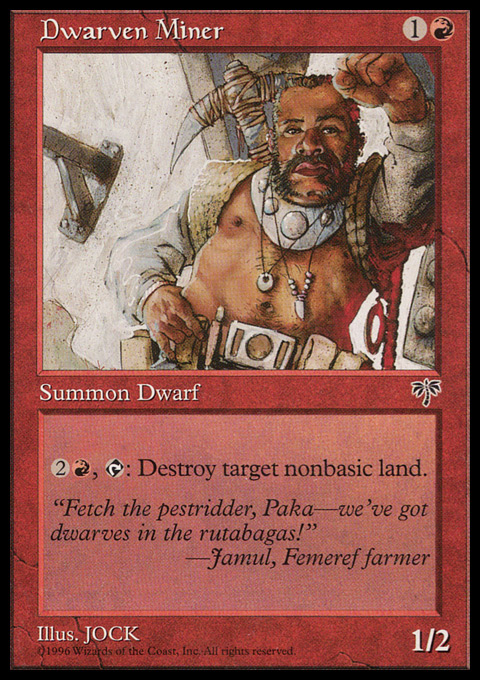 Dwarven Miner 1
Summon Dwarf
2, : Destroy target nonbasic land.
“Fetch the pestridder, Paka—we’ve got
dwarves in the rutabagas!”
—Jamul, Femeref farmer
Illus. JOCK
1/2
©1996 Wizards of the Coast, Inc. All rights reserved.